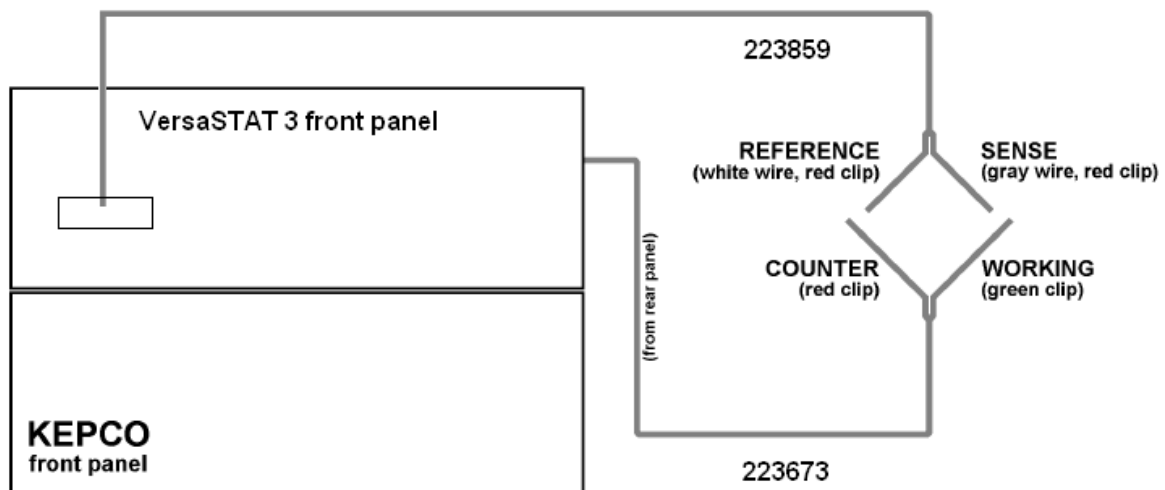 223859
VersaSTAT 3 front panel
REFERENCE
(white wire, red clip)
SENSE
(gray wire, red clip)
COUNTER
(red clip)
WORKING
(green clip)
(from rear panel)
KEPCO
front panel
223673